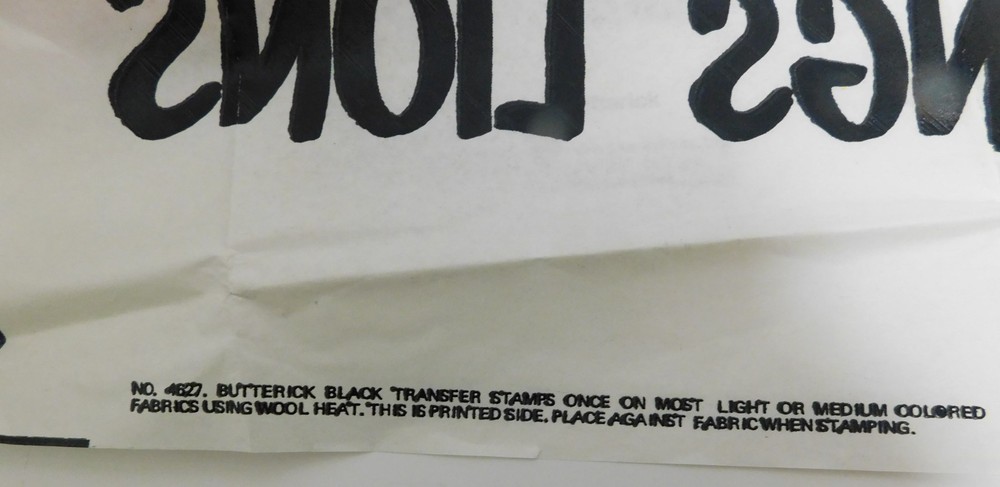 LIONS
NO. 4627. BUTTERICK BLACK TRANSFER STAMPS ONCE ON MOST LIGHT OR MEDIUM COLORED
FABRICS USING WOOL HEAT. THIS IS PRINTED SIDE. PLACE AGAINST FABRIC WHEN STAMPING.